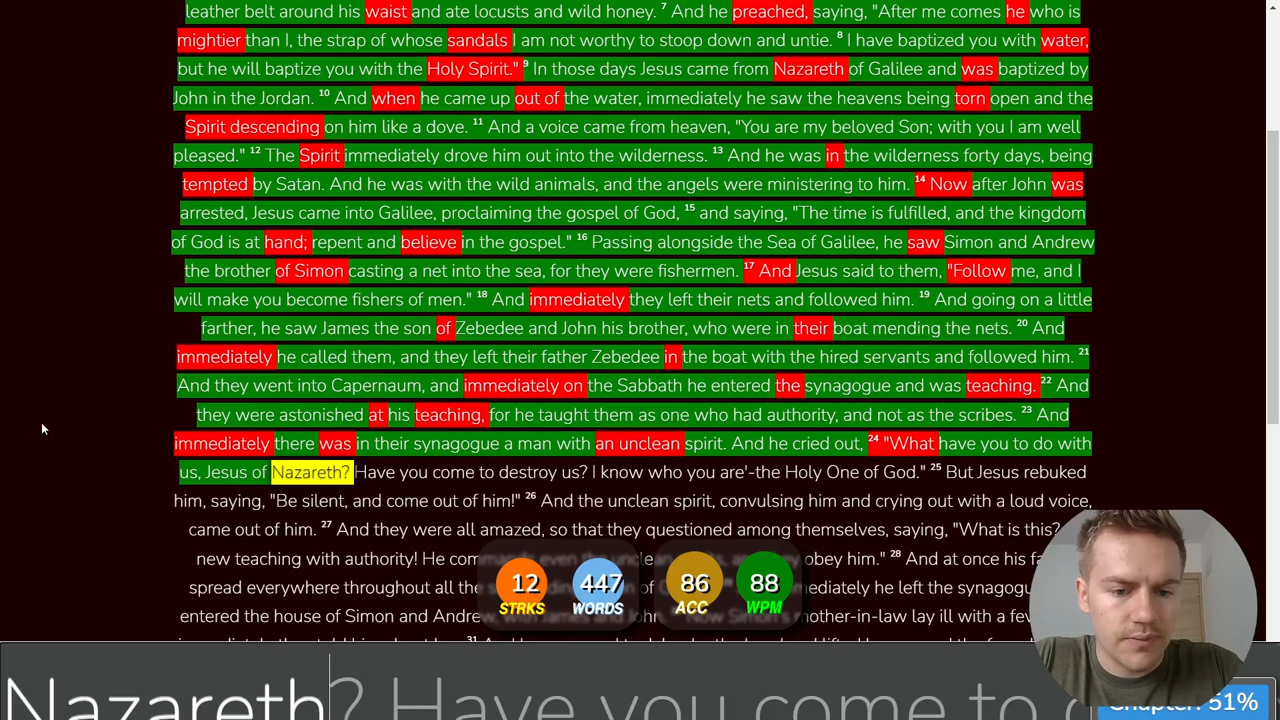 leather belt around his waist and ate locusts and wild honey. 7 And he preached, saying, "After me comes he who is
mightier than I, the strap of whose sandals I am not worthy to stoop down and untie. 8 I have baptized you with water,
but he will baptize you with the Holy Spirit." 9 In those days Jesus came from Nazareth of Galilee and was baptized by
John in the Jordan. 10 And when he came up out of the water, immediately he saw the heavens being torn open and the
Spirit descending on him like a dove. 11 And a voice came from heaven, "You are my beloved Son; with you I am well
pleased." 12 The Spirit immediately drove him out into the wilderness. 13 And he was in the wilderness forty days, being
tempted by Satan. And he was with the wild animals, and the angels were ministering to him. 14 Now after John was
arrested, Jesus came into Galilee, proclaiming the gospel of God, 15 and saying, "The time is fulfilled, and the kingdom
of God is at hand; repent and believe in the gospel." 16 Passing alongside the Sea of Galilee, he saw Simon and Andrew
the brother of Simon casting a net into the sea, for they were fishermen. 17 And Jesus said to them, "Follow me, and I
will make you become fishers of men." 18 And immediately they left their nets and followed him. 19 And going on a little
farther, he saw James the son of Zebedee and John his brother, who were in their boat mending the nets. 20 And
immediately he called them, and they left their father Zebedee in the boat with the hired servants and followed him. 21
And they went into Capernaum, and immediately on the Sabbath he entered the synagogue and was teaching. 22 And
they were astonished at his teaching, for he taught them as one who had authority, and not as the scribes. 23 And
immediately there was in their synagogue a man with an unclean spirit. And he cried out, 24 "What have you to do with
us, Jesus of Nazareth? Have you come to destroy us? I know who you are'-the Holy One of God." 25 But Jesus rebuked
him, saying, "Be silent, and come out of him!" 26 And the unclean spirit, convulsing him and crying out with a loud voice,
came out of him. 27 And they were all amazed, so that they questioned among themselves, saying, "What is this?
new teaching with authority! He obey him." 28 And at once his
spread everywhere throughout all the of he left the
entered the house of Simon and mother-in-law lay ill with a
12 STRKS 447 WORDS 86 ACC 88 WPM
Nazareth? Have you come to
Chapter: 51%